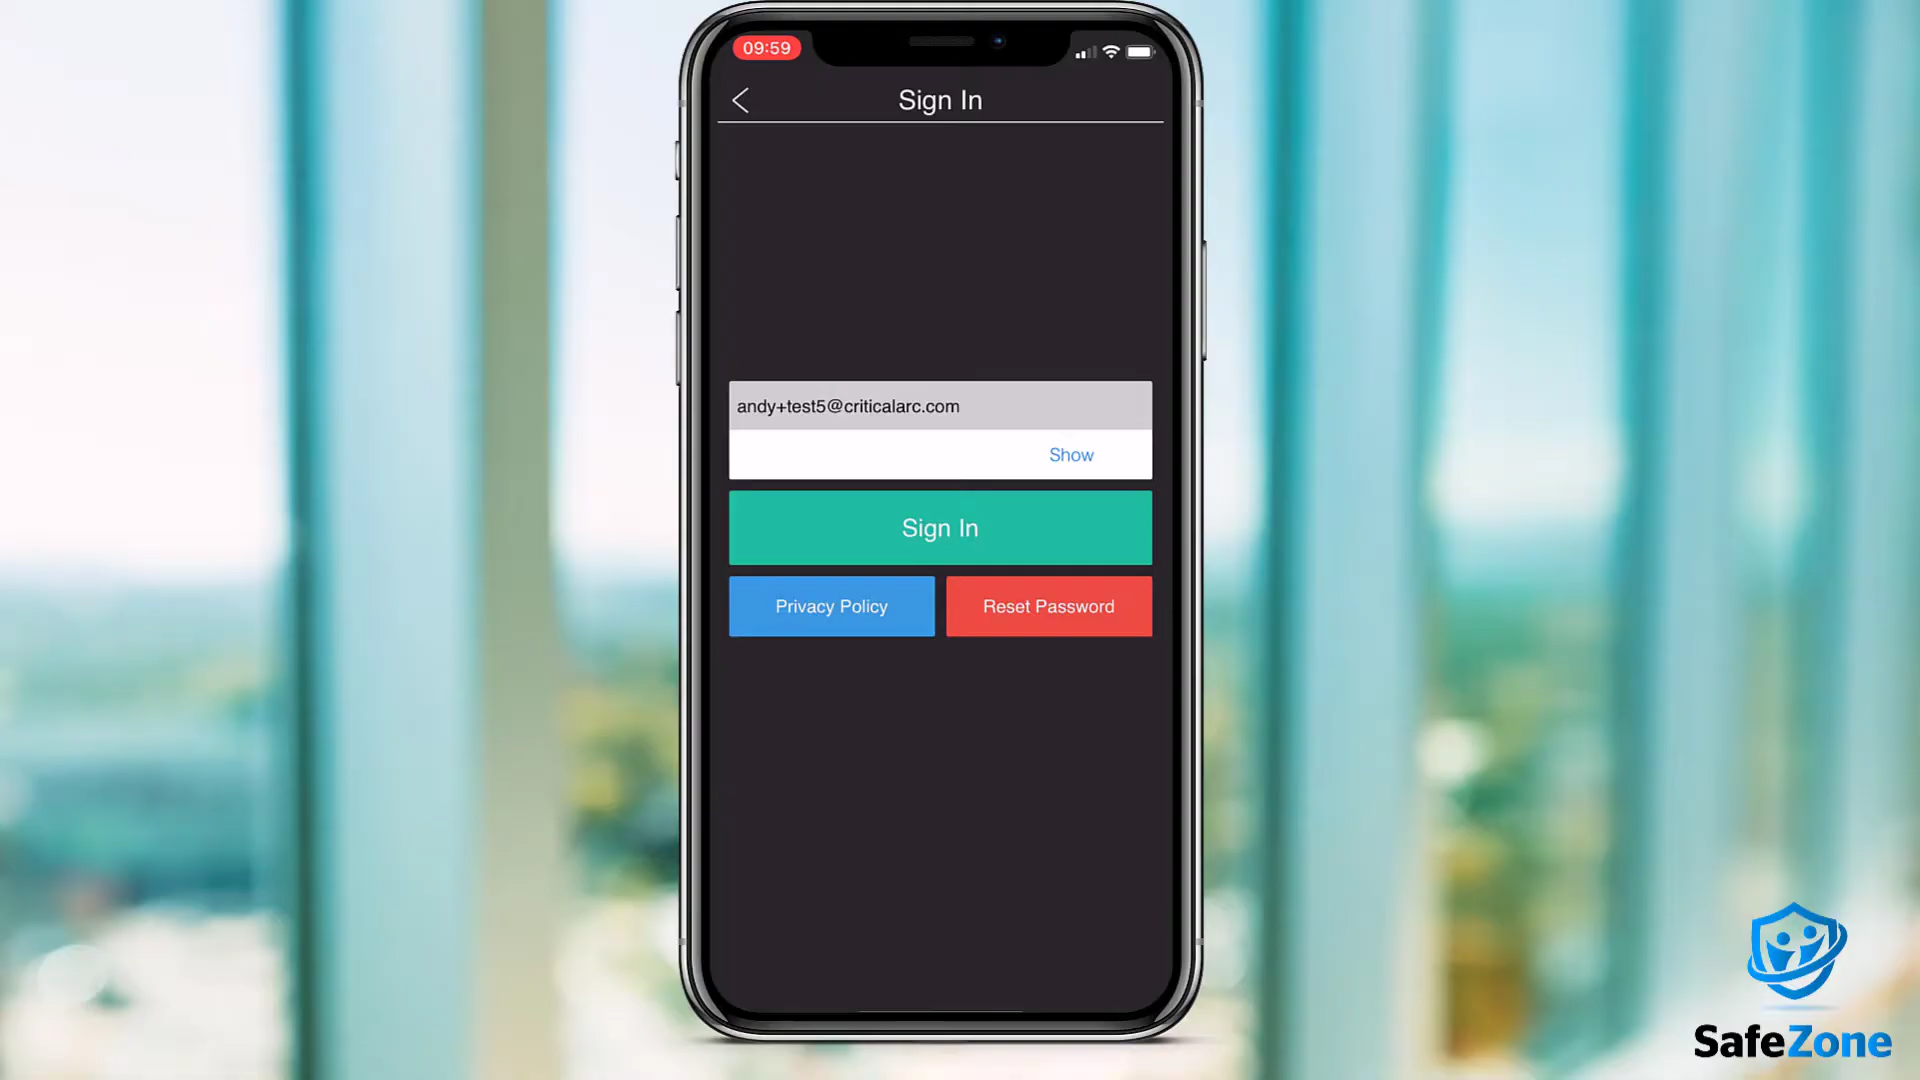 09:59
Sign In
andy+test5@criticalarc.com
Show
Sign In
Privacy Policy
Reset Password
SafeZone